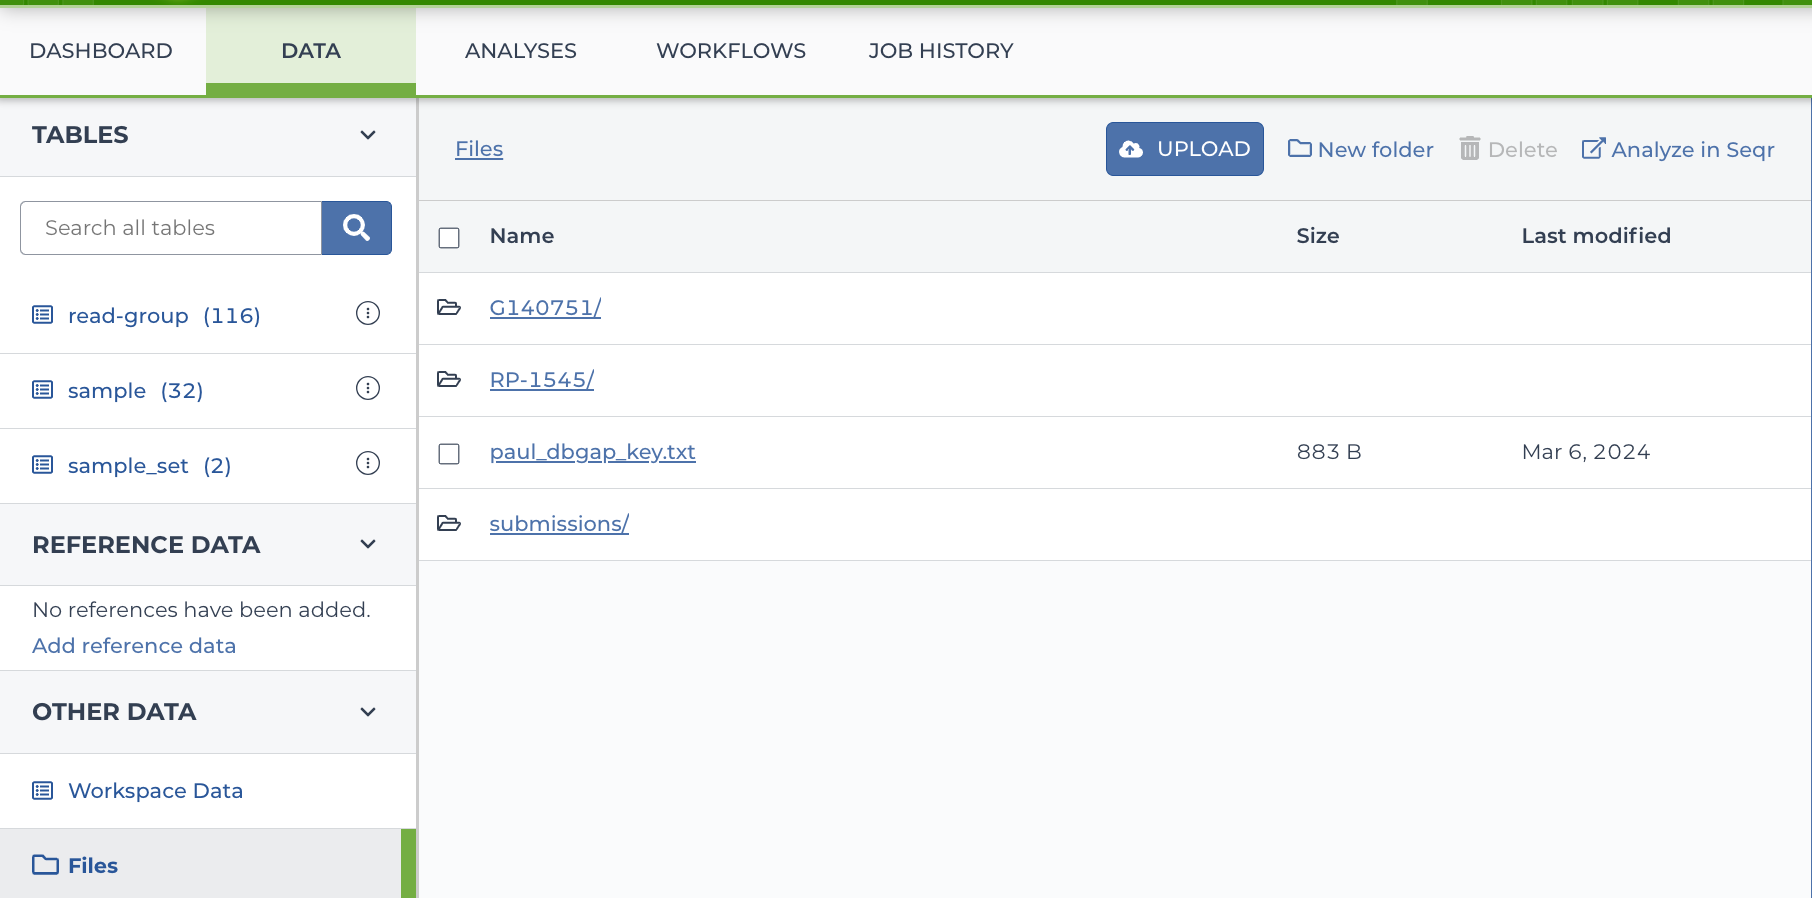 DASHBOARD
DATA
ANALYSES
WORKFLOWS
JOB HISTORY
TABLES
Search all tables
read-group (116)
sample (32)
sample_set (2)
REFERENCE DATA
No references have been added.
Add reference data
OTHER DATA
Workspace Data
Files
Files
UPLOAD
New folder
Delete
Analyze in Seqr
Name Size Last modified
G140751/
RP-1545/
paul_dbgap_key.txt 883 B Mar 6, 2024
submissions/